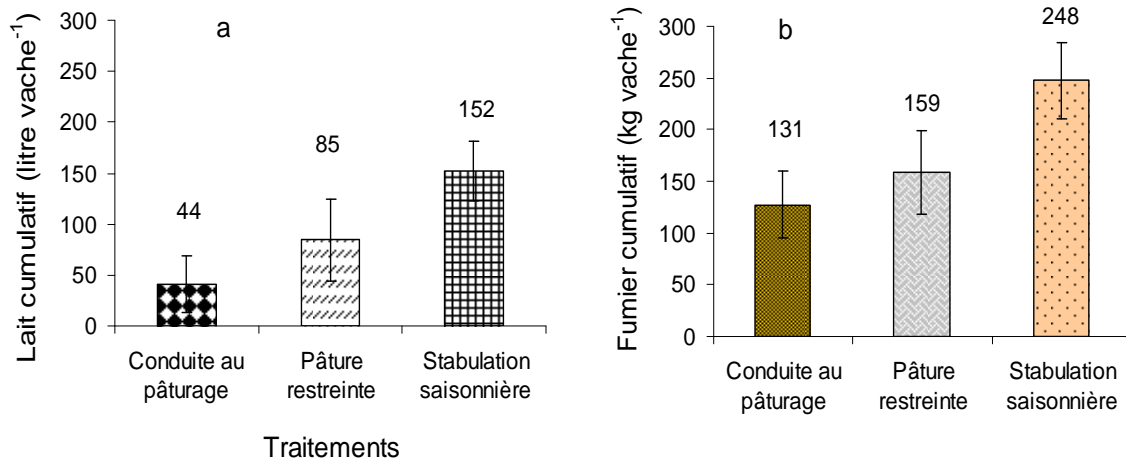 a
Lait cumulatif (litre vache-1)
300
250
200
150
100
50
0
44
85
152
Conduite au
pâturage
Pâture
restreinte
Stabulation
saisonnière
Traitements
b
Fumier cumulatif (kg vache-1)
300
250
200
150
100
50
0
131
159
248
Conduite au
pâturage
Pâture
restreinte
Stabulation
saisonnière